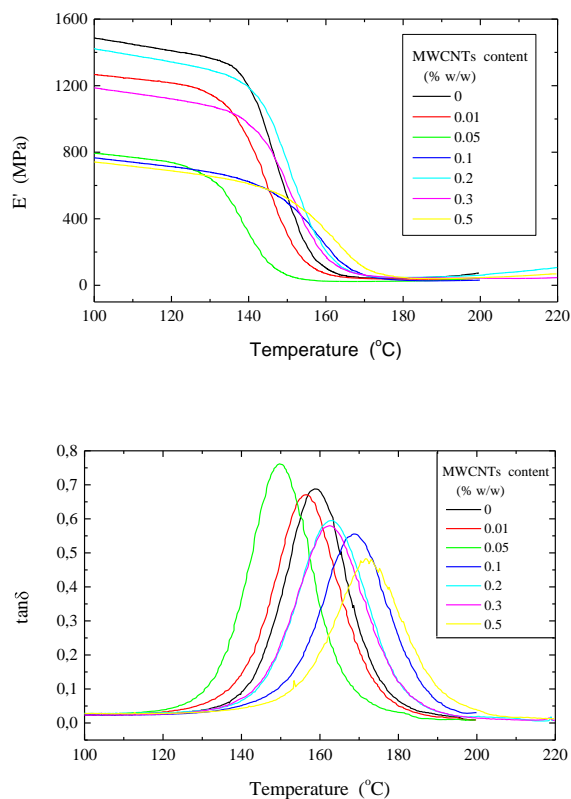 1600
1200
800
400
0
E' (MPa)
MWCNTs content
(% w/w)
0
0.01
0.05
0.1
0.2
0.3
0.5
100 120 140 160 180 200 220
Temperature (°C)
0,8
0,7
0,6
0,5
0,4
0,3
0,2
0,1
0,0
tanδ
MWCNTs content
(% w/w)
0
0.01
0.05
0.1
0.2
0.3
0.5
100 120 140 160 180 200 220
Temperature (°C)